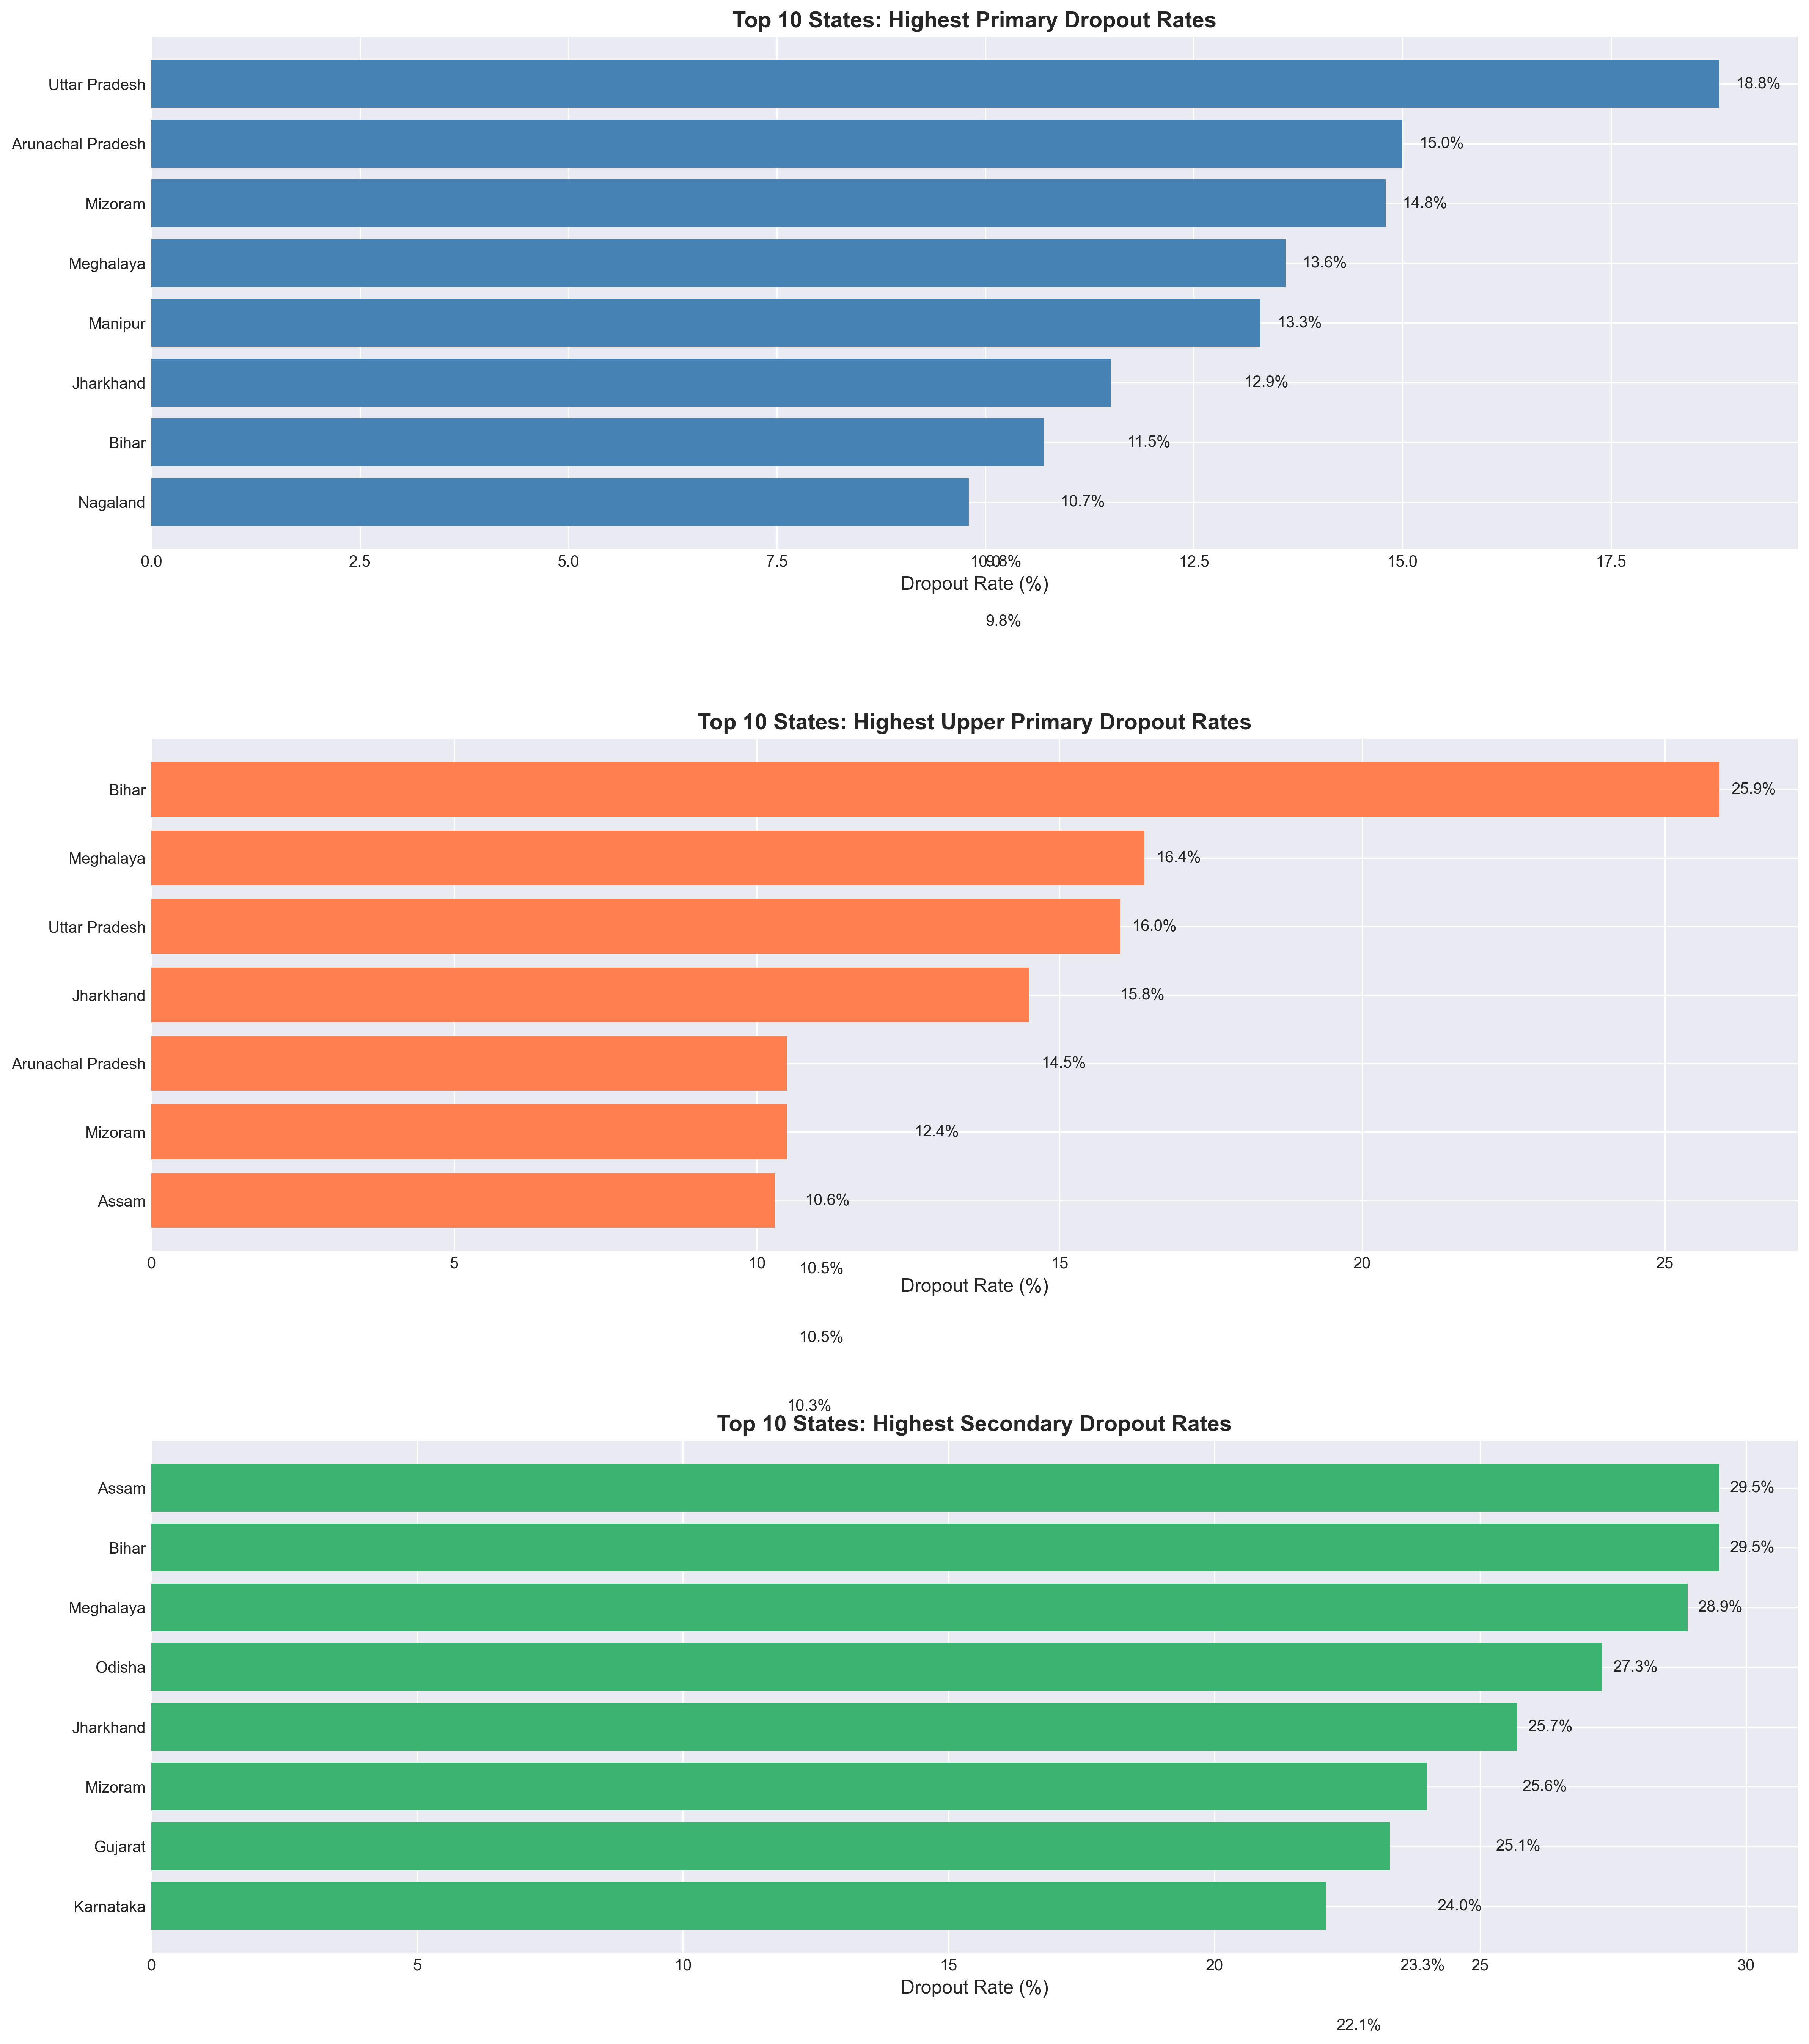 Top 10 States: Highest Primary Dropout Rates
Uttar Pradesh 18.8%
Arunachal Pradesh 15.0%
Mizoram 14.8%
Meghalaya 13.6%
Manipur 13.3%
Jharkhand 12.9%
Bihar 11.5%
Nagaland 10.7%
0.0 2.5 5.0 7.5 10.0 9.8% 12.5 15.0 17.5
Dropout Rate (%)
9.8%
Top 10 States: Highest Upper Primary Dropout Rates
Bihar 25.9%
Meghalaya 16.4%
Uttar Pradesh 16.0%
Jharkhand 15.8%
Arunachal Pradesh 14.5%
Mizoram 12.4%
Assam 10.6%
0 5 10 15 20 25
10.5%
Dropout Rate (%)
10.5%
10.3%
Top 10 States: Highest Secondary Dropout Rates
Assam 29.5%
Bihar 29.5%
Meghalaya 28.9%
Odisha 27.3%
Jharkhand 25.7%
Mizoram 25.6%
Gujarat 25.1%
Karnataka 24.0%
0 5 10 15 20 23.3% 25 30
Dropout Rate (%)
22.1%